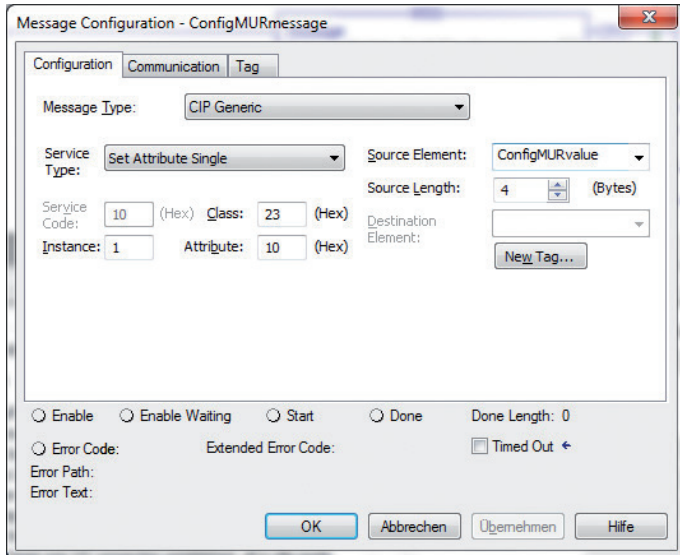 Message Configuration - ConfigMURmessage
Configuration Communication Tag
Message Type: CIP Generic
Service Type: Set Attribute Single
Source Element: ConfigMURvalue
Source Length: 4 (Bytes)
Service Code: 10 (Hex) Class: 23 (Hex)
Destination Element:
Instance: 1 Attribute: 10 (Hex)
New Tag...
Enable Enable Waiting Start Done Done Length: 0
Error Code: Extended Error Code: Timed Out ←
Error Path:
Error Text:
OK Abbrechen Übernehmen Hilfe